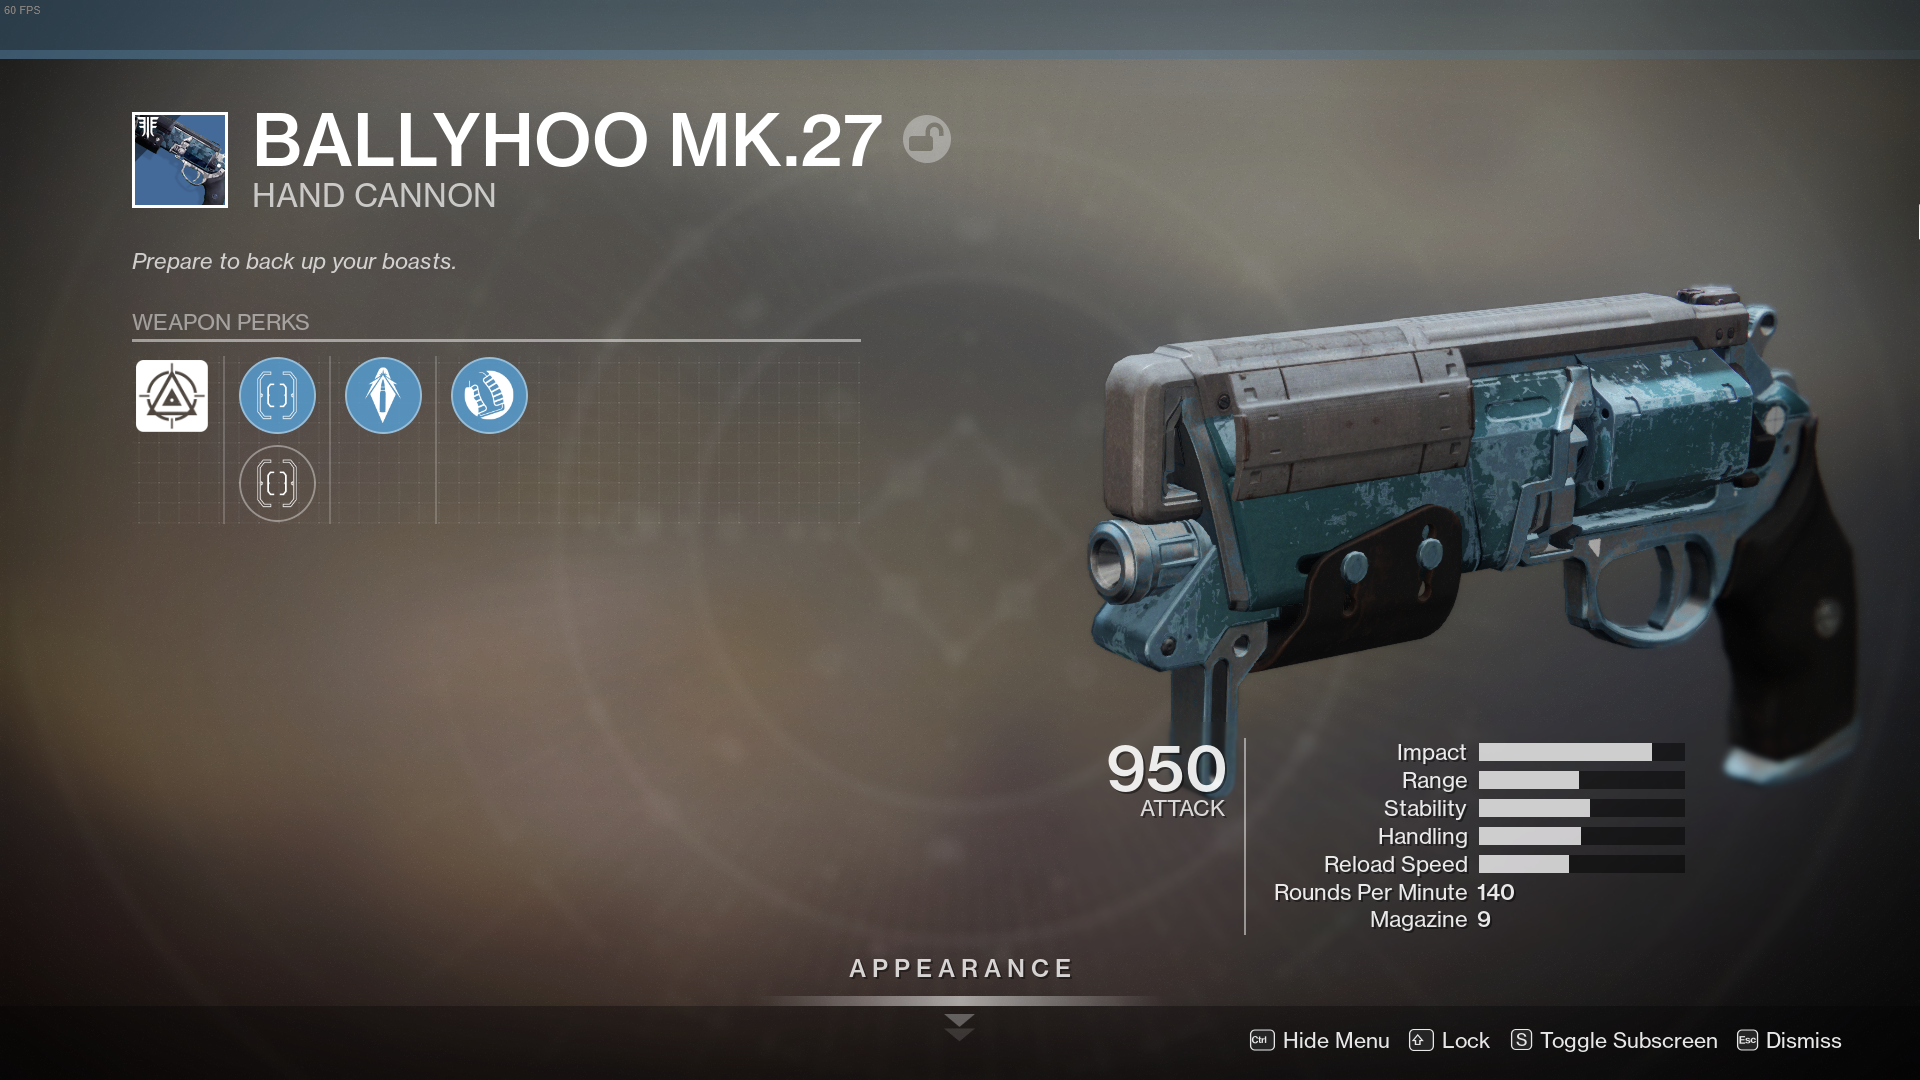 60 FPS
BALLYHOO MK.27
HAND CANNON
Prepare to back up your boasts.
WEAPON PERKS
950
ATTACK
Impact
Range
Stability
Handling
Reload Speed
Rounds Per Minute 140
Magazine 9
APPEARANCE
Ctrl Hide Menu Lock S Toggle Subscreen Esc Dismiss